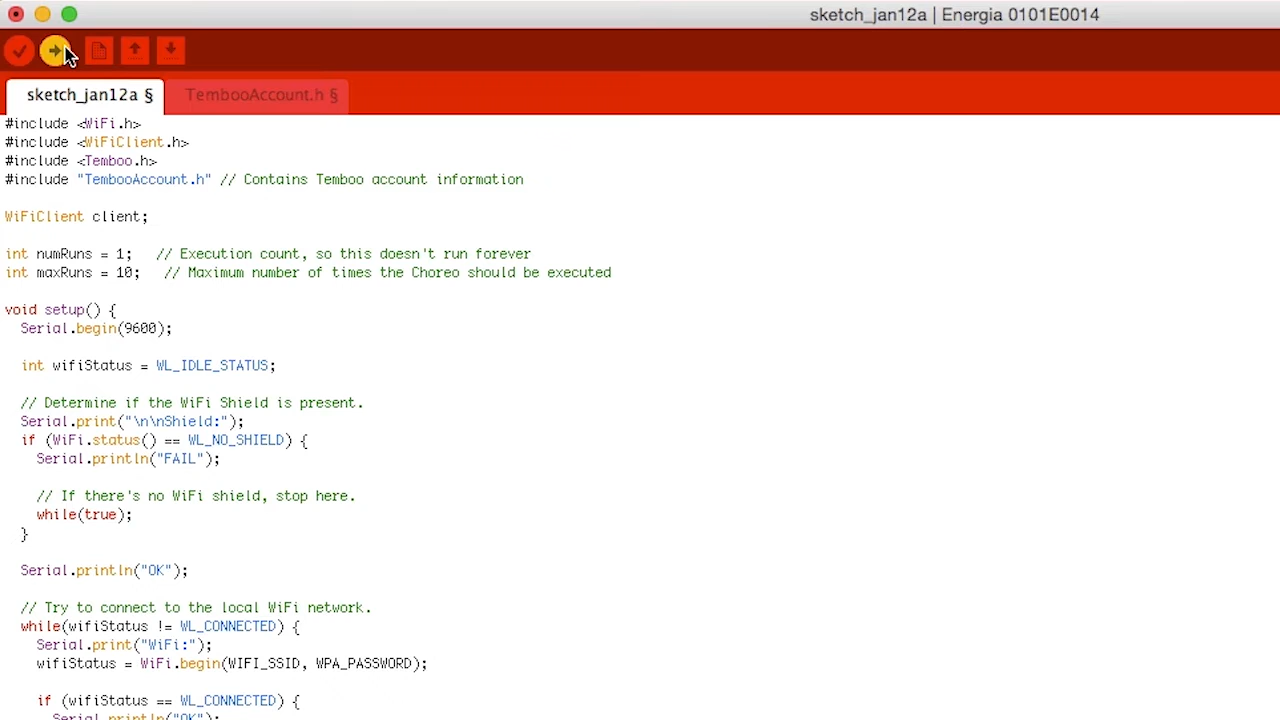 sketch_jan12a | Energia 0101E0014
sketch_jan12a §
TembooAccount.h §
#include <WiFi.h>
#include <WiFiClient.h>
#include <Temboo.h>
#include "TembooAccount.h" // Contains Temboo account information
WiFiClient client;
int numRuns = 1;   // Execution count, so this doesn't run forever
int maxRuns = 10;   // Maximum number of times the Choreo should be executed
void setup() {
  Serial.begin(9600);
  int wifiStatus = WL_IDLE_STATUS;
  // Determine if the WiFi Shield is present.
  Serial.print("\n\nShield:");
  if (WiFi.status() == WL_NO_SHIELD) {
    Serial.println("FAIL");
    // If there's no WiFi shield, stop here.
    while(true);
  }
  Serial.println("OK");
  // Try to connect to the local WiFi network.
  while(wifiStatus != WL_CONNECTED) {
    Serial.print("WiFi:");
    wifiStatus = WiFi.begin(WIFI_SSID, WPA_PASSWORD);
    if (wifiStatus == WL_CONNECTED) {
      Serial.println("OK");